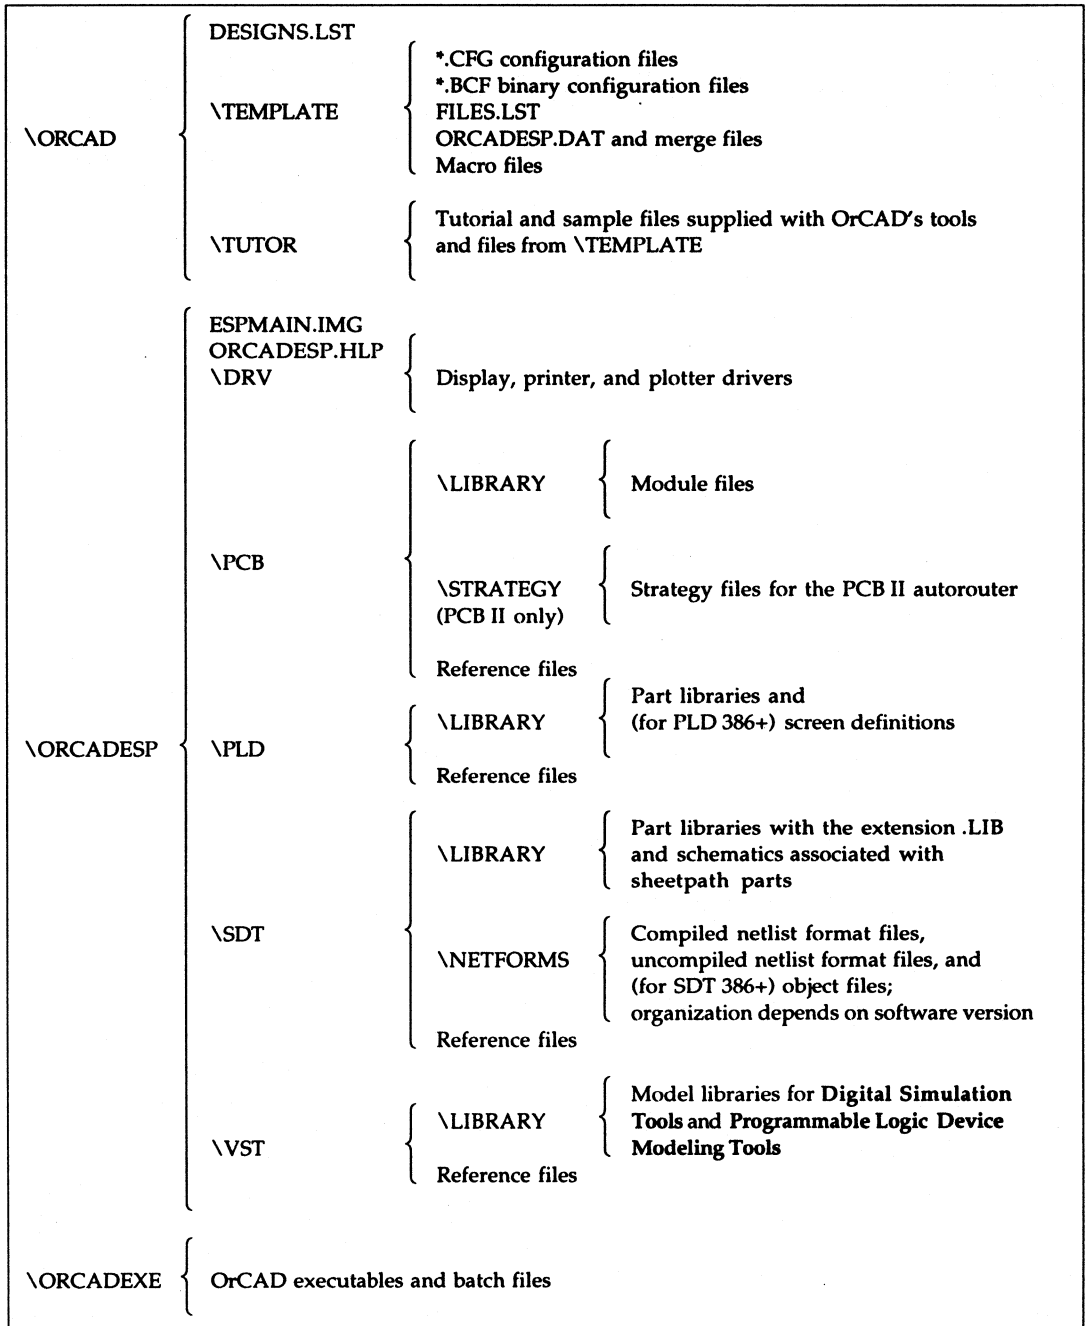 DESIGNS.LST
\ORCAD
\TEMPLATE
*.CFG configuration files
*.BCF binary configuration files
FILES.LST
ORCADESP.DAT and merge files
Macro files
\TUTOR
Tutorial and sample files supplied with OrCAD's tools
and files from \TEMPLATE
\ORCADESP
ESPMAIN.IMG
ORCADESP.HLP
\DRV
Display, printer, and plotter drivers
\PCB
\LIBRARY
Module files
\STRATEGY
(PCB II only)
Strategy files for the PCB II autorouter
Reference files
\PLD
\LIBRARY
Part libraries and
(for PLD 386+) screen definitions
Reference files
\SDT
\LIBRARY
Part libraries with the extension .LIB
and schematics associated with
sheetpath parts
\NETFORMS
Compiled netlist format files,
uncompiled netlist format files, and
(for SDT 386+) object files;
organization depends on software version
Reference files
\VST
\LIBRARY
Model libraries for Digital Simulation
Tools and Programmable Logic Device
Modeling Tools
Reference files
\ORCADEXE
OrCAD executables and batch files